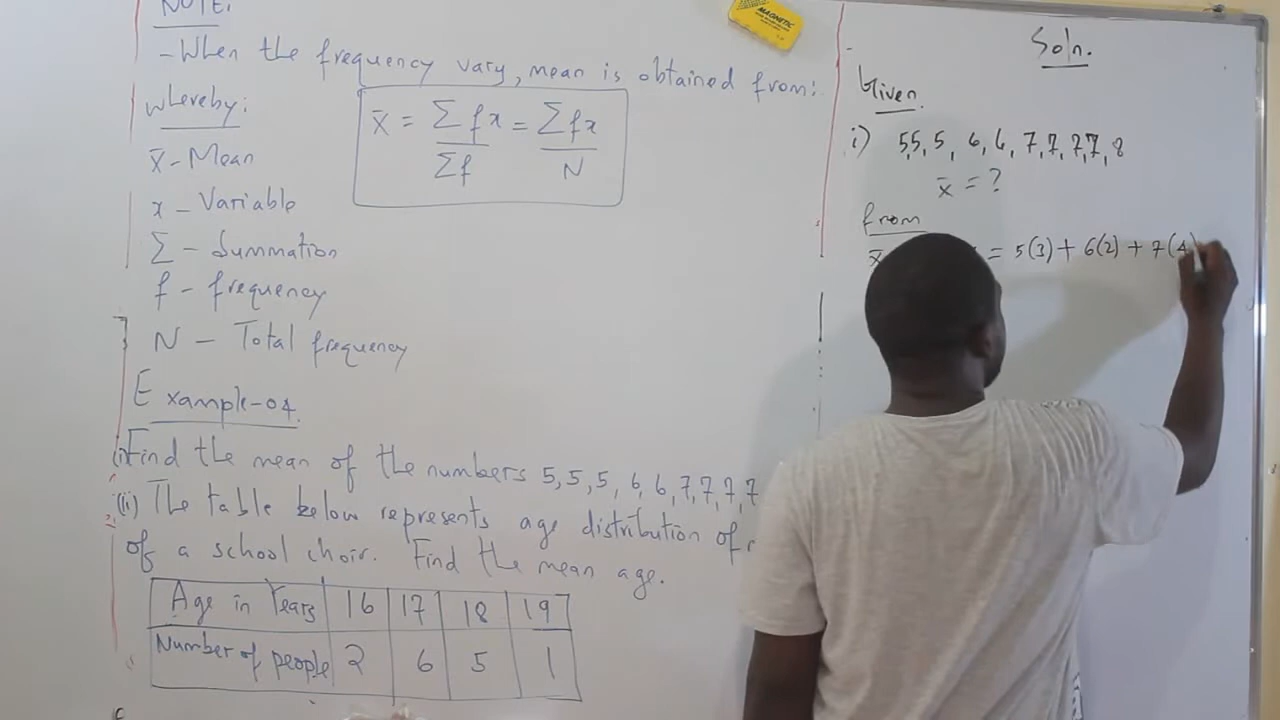 NOTE:
- When the frequency vary, mean is obtained from:
whereby:
x̄ = Σfx/Σf = Σfx/N
x̄ - Mean
x - Variable
Σ - Summation
f - frequency
N - Total frequency
Example-04.
(i) Find the mean of the numbers 5, 5, 5, 6, 6, 7, 7, 7, 7
(ii) The table below represents age distribution of
of a school choir. Find the mean age.
Age in Years 16 17 18 19
Number of people 2 6 5 1
MAGNETIC
Soln.
Given.
i) 5,5,5, 6,6, 7,7,7,7,8
x̄ = ?
from
x̄ = 5(3) + 6(2) + 7(4)